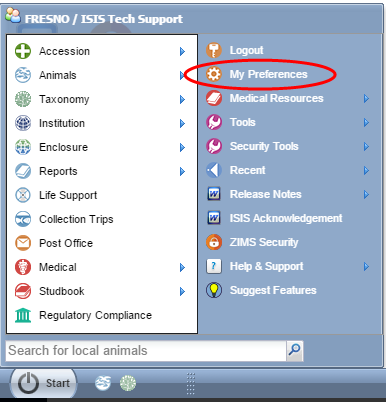 FRESNO / ISIS Tech Support
Accession
Animals
Taxonomy
Institution
Enclosure
Reports
Life Support
Collection Trips
Post Office
Medical
Studbook
Regulatory Compliance
Logout
My Preferences
Medical Resources
Tools
Security Tools
Recent
Release Notes
ISIS Acknowledgement
ZIMS Security
Help & Support
Suggest Features
Search for local animals
Start